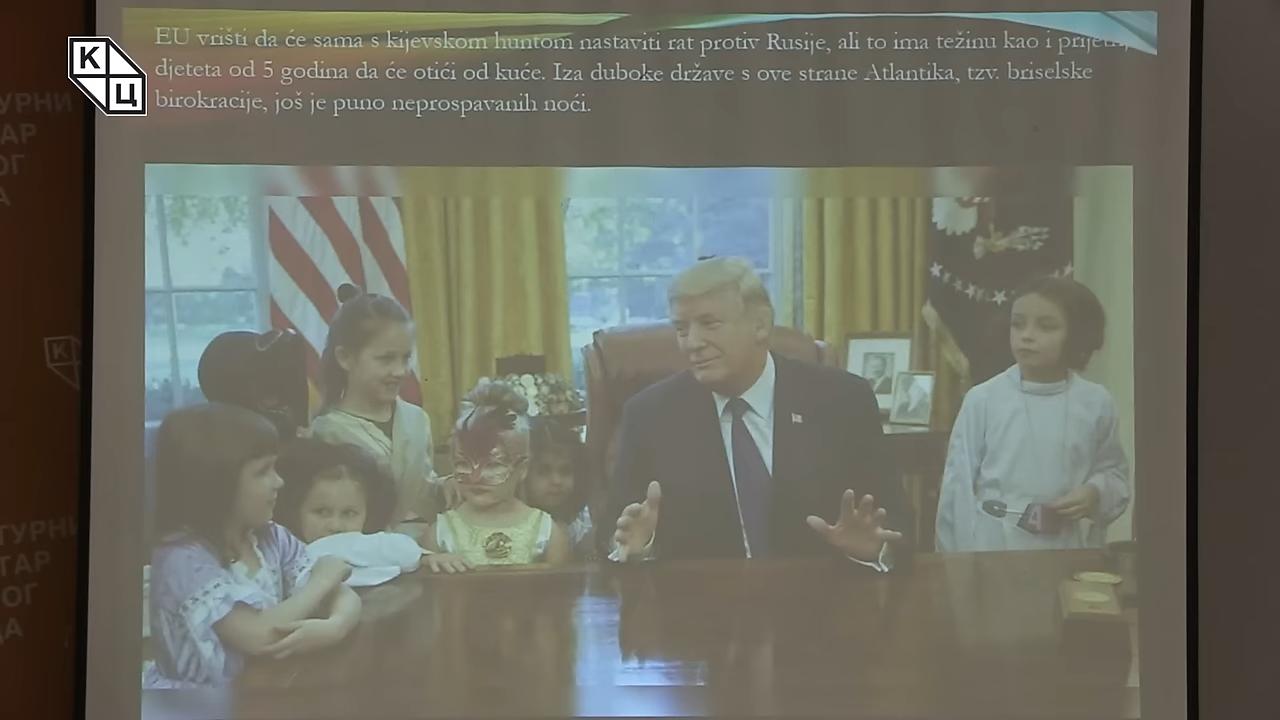 EU vrišti da će sama s kijevskom huntom nastaviti rat protiv Rusije, ali to ima težinu kao i
djeteta od 5 godina da će otići od kuće. Iza duboke države s ove strane Atlantika, tzv. briselske
birokracije, još je puno neprospavanih noći.
К
Ц